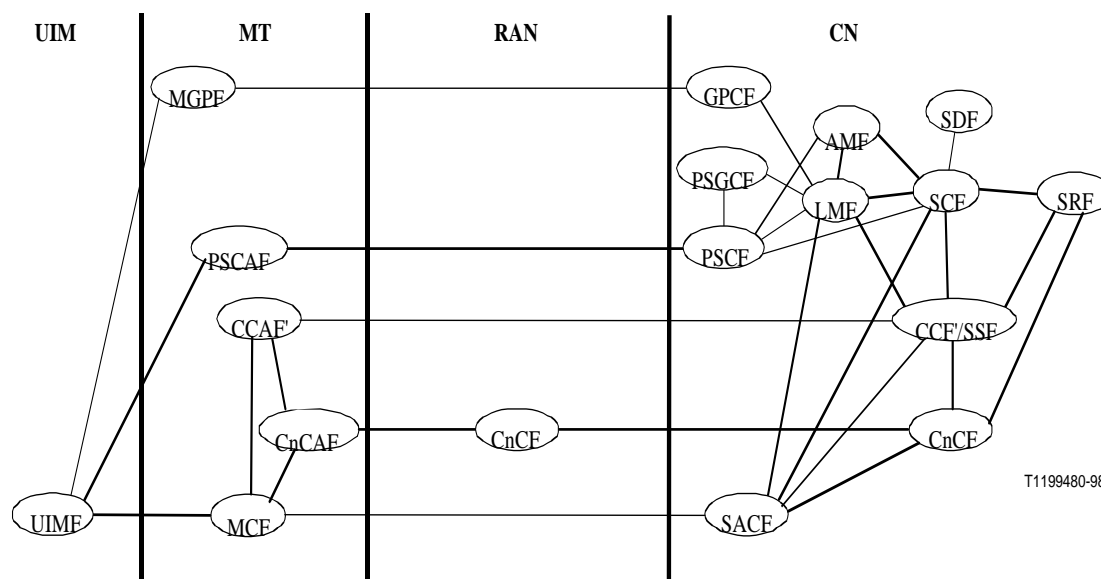 UIM MT RAN CN
MGPF GPCF
SDF
AMF
PSGCF
LMF SCF SRF
PSCAF PSCF
CCAF' CCF'/SSF
CnCAF CnCF CnCF
T1199480-98
UIMF MCF SACF